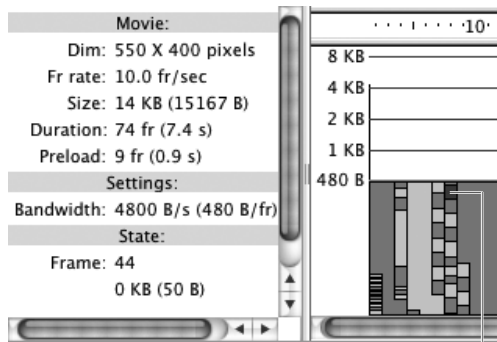 Movie:
Dim: 550 X 400 pixels
Fr rate: 10.0 fr/sec
Size: 14 KB (15167 B)
Duration: 74 fr (7.4 s)
Preload: 9 fr (0.9 s)
Settings:
Bandwidth: 4800 B/s (480 B/fr)
State:
Frame: 44
0 KB (50 B)
10
8 KB
4 KB
2 KB
1 KB
480 B